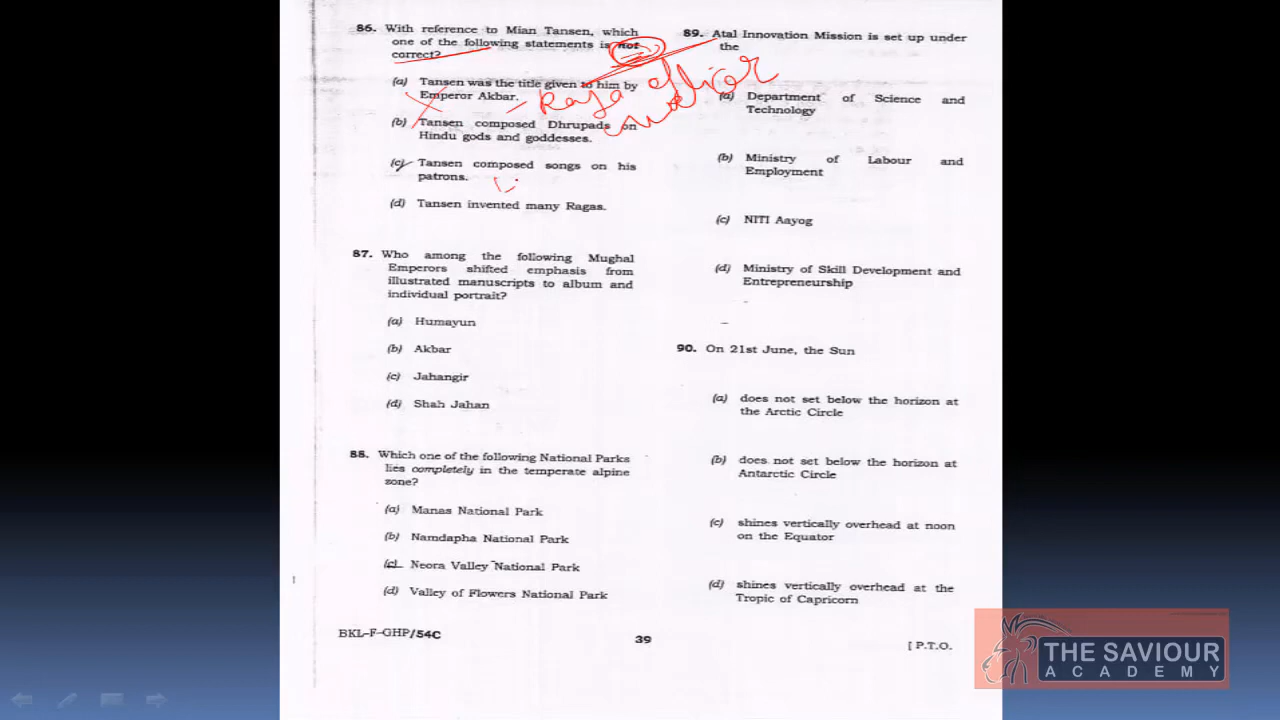 86. With reference to Mian Tansen, which
one of the following statements is not
correct?
(a) Tansen was the title given to him by
Emperor Akbar.
(b) Tansen composed Dhrupads on
Hindu gods and goddesses.
(c) Tansen composed songs on his
patrons.
(d) Tansen invented many Ragas.
87. Who among the following Mughal
Emperors shifted emphasis from
illustrated manuscripts to album and
individual portrait?
(a) Humayun
(b) Akbar
(c) Jahangir
(d) Shah Jahan
88. Which one of the following National Parks
lies completely in the temperate alpine
zone?
(a) Manas National Park
(b) Namdapha National Park
(c) Neora Valley National Park
(d) Valley of Flowers National Park
BKL-F-GHP/54C
39
89. Atal Innovation Mission is set up under
the
(a) Department of Science and
Technology
(b) Ministry of Labour and
Employment
(c) NITI Aayog
(d) Ministry of Skill Development and
Entrepreneurship
90. On 21st June, the Sun
(a) does not set below the horizon at
the Arctic Circle
(b) does not set below the horizon at
Antarctic Circle
(c) shines vertically overhead at noon
on the Equator
(d) shines vertically overhead at the
Tropic of Capricorn
[ P.T.O.
THE SAVIOUR
ACADEMY